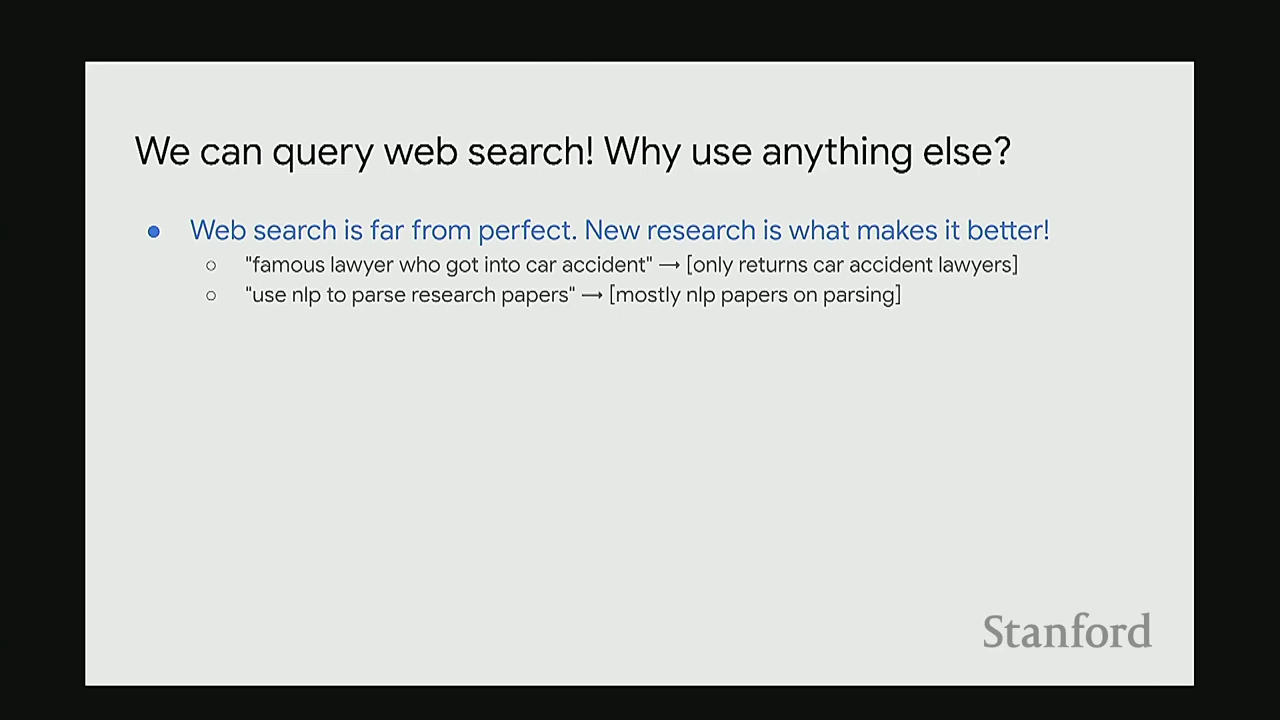 We can query web search! Why use anything else?
● Web search is far from perfect. New research is what makes it better!
○ "famous lawyer who got into car accident" → [only returns car accident lawyers]
○ "use nlp to parse research papers" → [mostly nlp papers on parsing]
Stanford